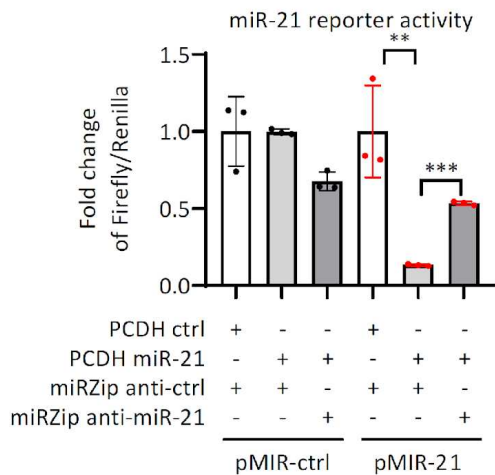 miR-21 reporter activity
** 
***
Fold change
of Firefly/Renilla
1.5
1.0
0.5
0.0
PCDH ctrl + - - + - -
PCDH miR-21 - + + - + +
miRZip anti-ctrl + + - + + -
miRZip anti-miR-21 - - + - - +
pMIR-ctrl pMIR-21